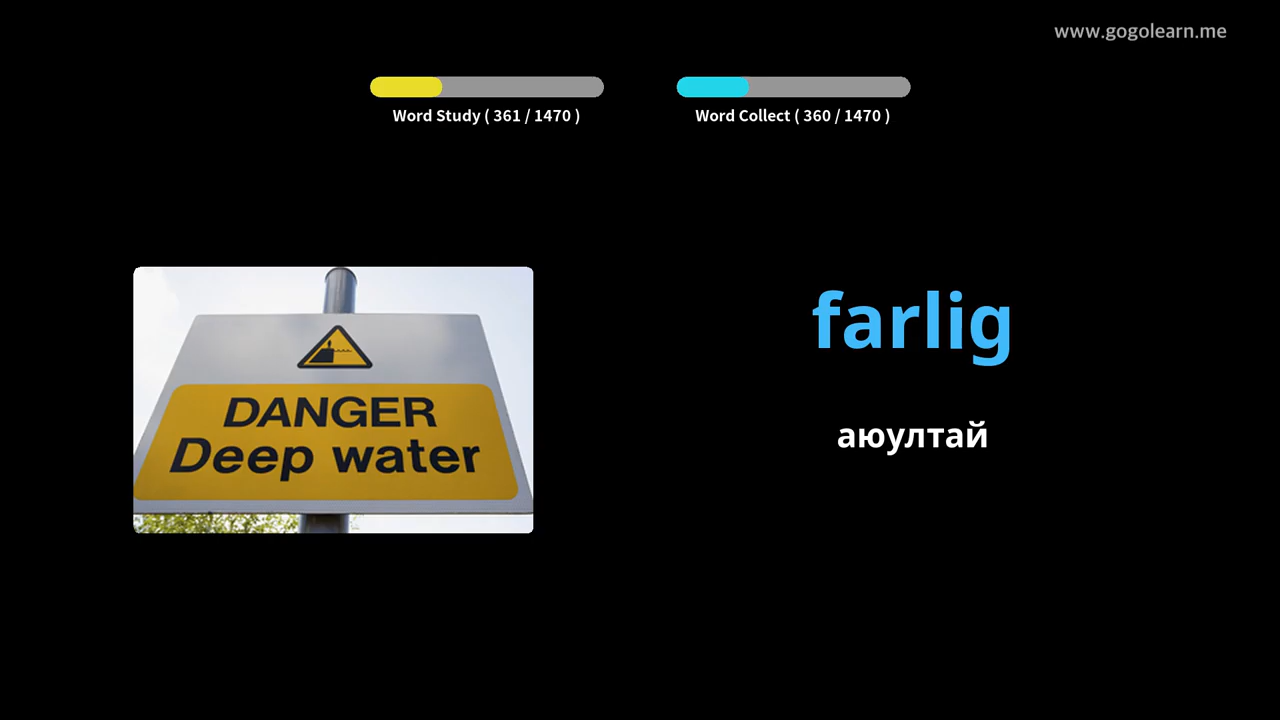 www.gogolearn.me
Word Study ( 361 / 1470 )
Word Collect ( 360 / 1470 )
DANGER
Deep water
farlig
аюултай